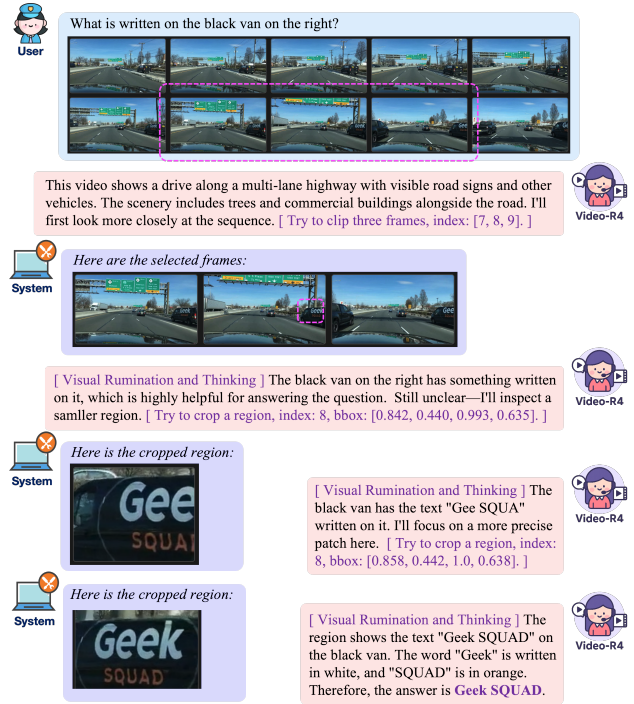 What is written on the black van on the right?
User
This video shows a drive along a multi-lane highway with visible road signs and other
vehicles. The scenery includes trees and commercial buildings alongside the road. I'll
first look more closely at the sequence. [ Try to clip three frames, index: [7, 8, 9]. ]
Video-R4
Here are the selected frames:
System
Geek
Geek
Geek
[ Visual Rumination and Thinking ] The black van on the right has something written
on it, which is highly helpful for answering the question. Still unclear—I'll inspect a
samller region. [ Try to crop a region, index: 8, bbox: [0.842, 0.440, 0.993, 0.635]. ]
Video-R4
Here is the cropped region:
System
Gee
SQUA
[ Visual Rumination and Thinking ] The
black van has the text "Gee SQUA"
written on it. I'll focus on a more precise
patch here. [ Try to crop a region, index:
8, bbox: [0.858, 0.442, 1.0, 0.638]. ]
Video-R4
Here is the cropped region:
System
Geek
SQUAD
[ Visual Rumination and Thinking ] The
region shows the text "Geek SQUAD" on
the black van. The word "Geek" is written
in white, and "SQUAD" is in orange.
Therefore, the answer is Geek SQUAD.
Video-R4